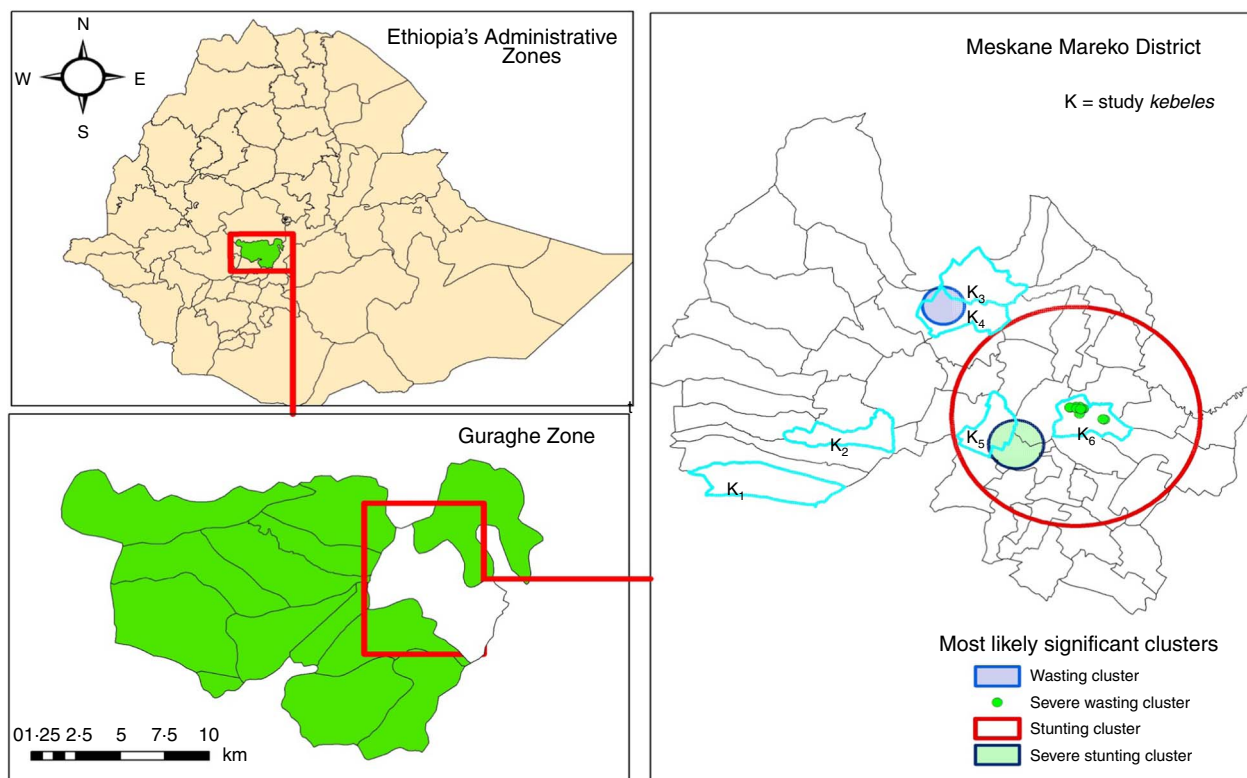 N
W E
S
Ethiopia's Administrative
Zones
t
Guraghe Zone
01·25 2·5 5 7·5 10
km
Meskane Mareko District
K = study kebeles
K3
K4
K5
K6
K2
K1
Most likely significant clusters
Wasting cluster
Severe wasting cluster
Stunting cluster
Severe stunting cluster